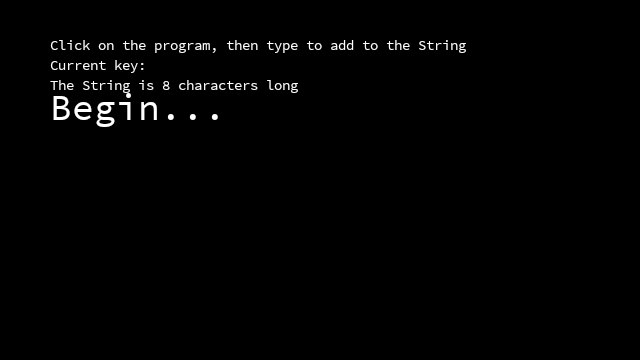 Click on the program, then type to add to the String
Current key:
The String is 8 characters long
Begin...